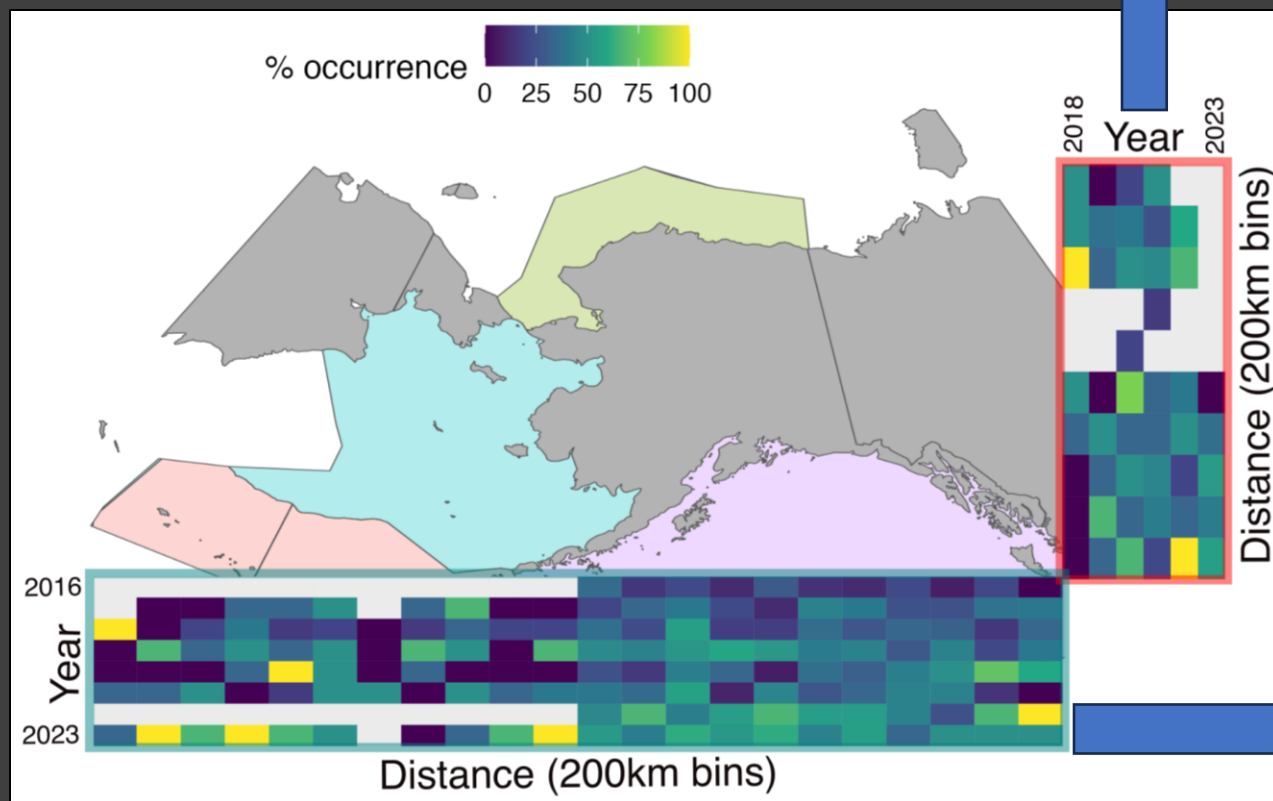 % occurrence
0 25 50 75 100
2018 Year 2023
Distance (200km bins)
2016
Year
2023
Distance (200km bins)